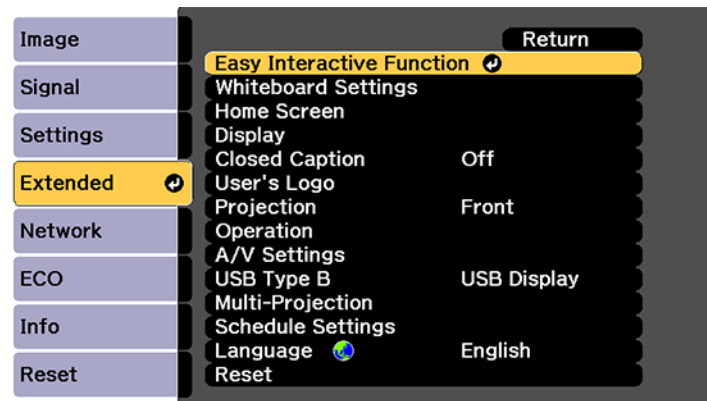 Image
Signal
Settings
Extended
Network
ECO
Info
Reset
Return
Easy Interactive Function
Whiteboard Settings
Home Screen
Display
Closed Caption Off
User's Logo
Projection Front
Operation
A/V Settings
USB Type B USB Display
Multi-Projection
Schedule Settings
Language English
Reset